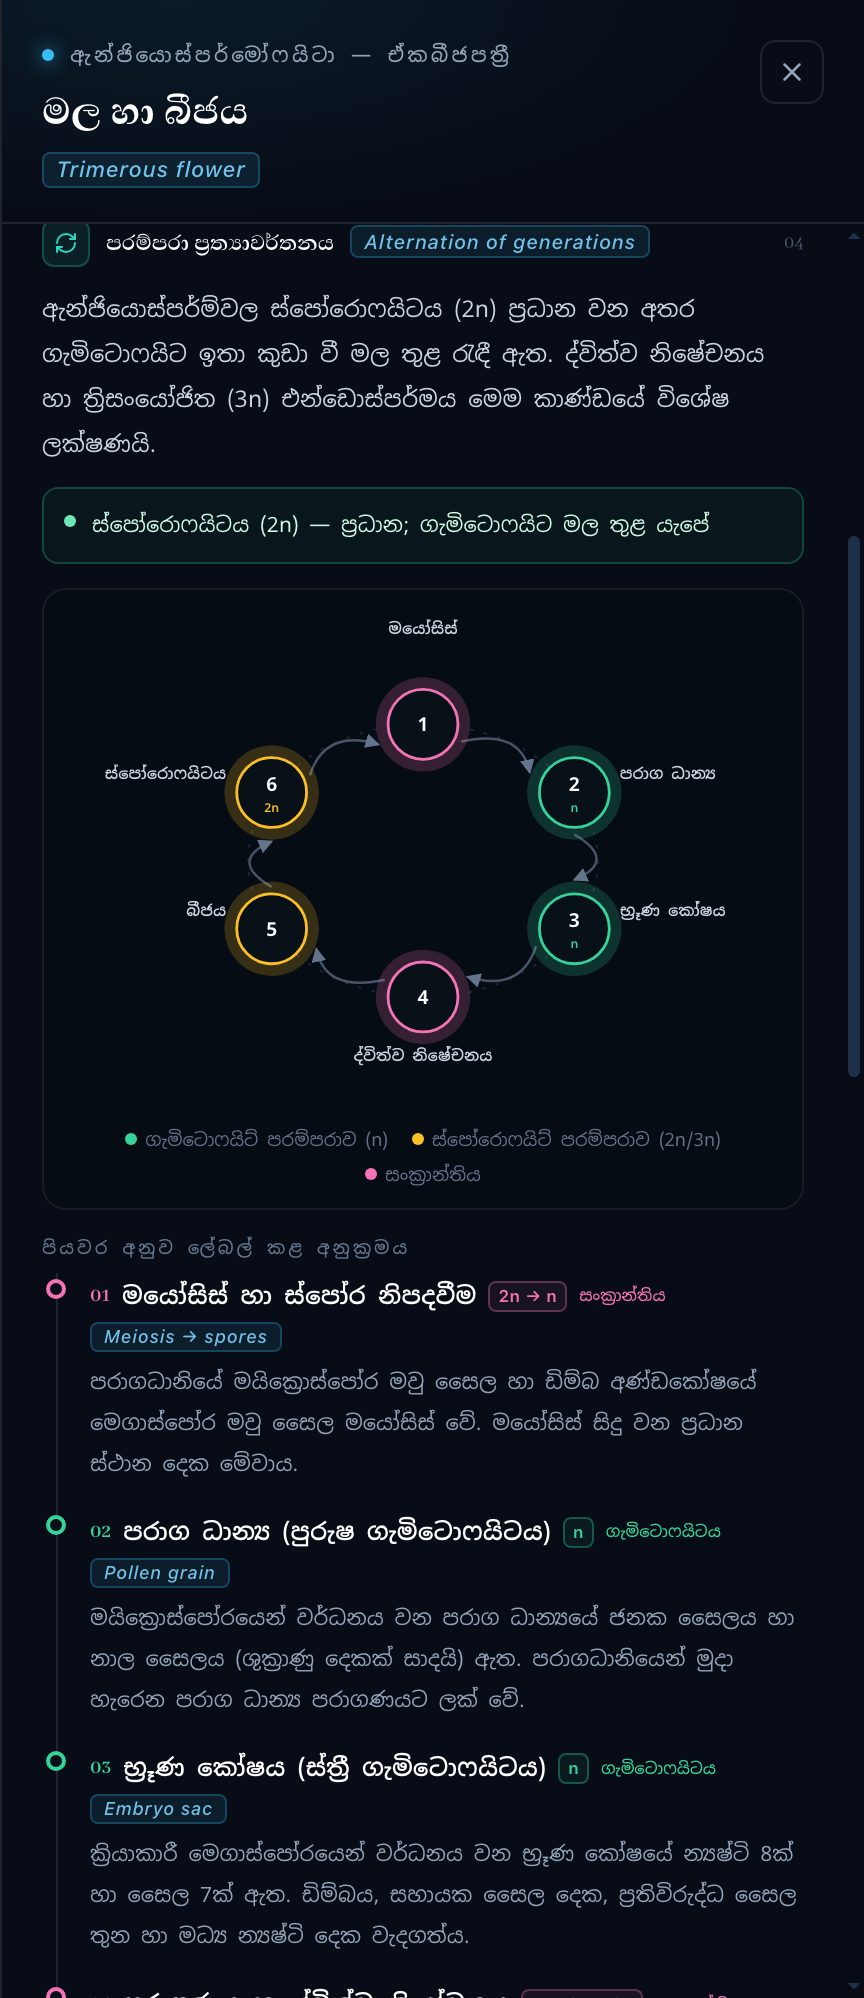 ඇන්ජියොස්පර්මෝෆයිටා — ඒකබීජපත්‍රී
මල හා බීජය
Trimerous flower
පරම්පරා ප්‍රත්‍යාවර්තනය Alternation of generations 04
ඇන්ජියොස්පර්ම්වල ස්පෝරොෆයිටය (2n) ප්‍රධාන වන අතර
ගැමිටොෆයිට ඉතා කුඩා වී මල තුළ රැඳී ඇත. ද්විත්ව නිෂේචනය
හා ත්‍රිසංයෝජිත (3n) එන්ඩොස්පර්මය මෙම කාණ්ඩයේ විශේෂ
ලක්ෂණයි.
ස්පෝරොෆයිටය (2n) — ප්‍රධාන; ගැමිටොෆයිට මල තුළ යැපේ
මයෝසිස්
1
ස්පෝරොෆයිටය
6
2n
2
n
පරාග ධාන්‍ය
බීජය
5
3
n
භ්‍රූණ කෝෂය
4
ද්විත්ව නිෂේචනය
ගැමිටොෆයිට් පරම්පරාව (n) ස්පෝරොෆයිට් පරම්පරාව (2n/3n)
සංක්‍රාන්තිය
පියවර අනුව ලේබල් කළ අනුක්‍රමය
01 මයෝසිස් හා ස්පෝර නිපදවීම 2n → n සංක්‍රාන්තිය
Meiosis → spores
පරාගධානියේ මයික්‍රොස්පෝර මවු සෛල හා ඩිම්බ අණ්ඩකෝෂයේ
මෙගාස්පෝර මවු සෛල මයෝසිස් වේ. මයෝසිස් සිදු වන ප්‍රධාන
ස්ථාන දෙක මේවාය.
02 පරාග ධාන්‍ය (පුරුෂ ගැමිටොෆයිටය) n ගැමිටොෆයිටය
Pollen grain
මයික්‍රොස්පෝරයෙන් වර්ධනය වන පරාග ධාන්‍යයේ ජනක සෛලය හා
නාල සෛලය (ශුක්‍රාණු දෙකක් සාදයි) ඇත. පරාගධානියෙන් මුදා
හැරෙන පරාග ධාන්‍ය පරාගණයට ලක් වේ.
03 භ්‍රූණ කෝෂය (ස්ත්‍රී ගැමිටොෆයිටය) n ගැමිටොෆයිටය
Embryo sac
ක්‍රියාකාරී මෙගාස්පෝරයෙන් වර්ධනය වන භ්‍රූණ කෝෂයේ න්‍යෂ්ටි 8ක්
හා සෛල 7ක් ඇත. ඩිම්බය, සහායක සෛල දෙක, ප්‍රතිවිරුද්ධ සෛල
තුන හා මධ්‍ය න්‍යෂ්ටි දෙක වැදගත්ය.